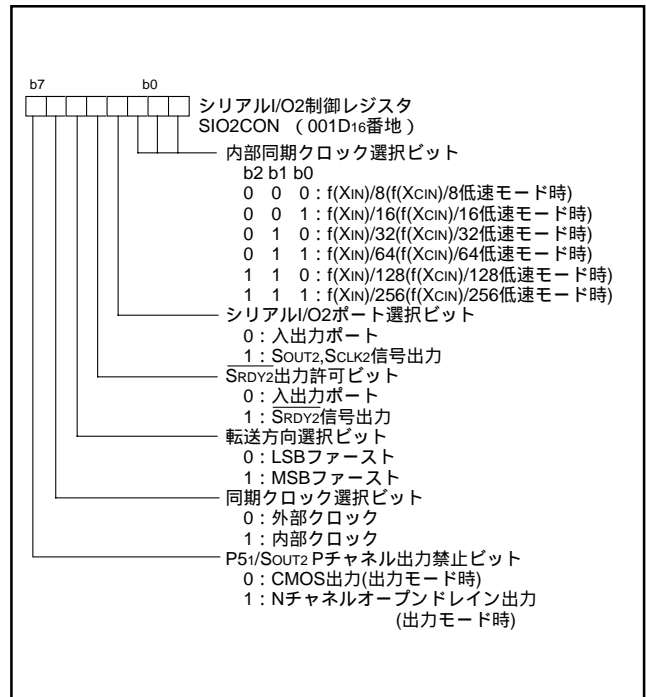 b7 b0
シリアルI/O2制御レジスタ
SIO2CON （001D16番地）
内部同期クロック選択ビット
b2 b1 b0
0 0 0：f(XIN)/8(f(XCIN)/8低速モード時)
0 0 1：f(XIN)/16(f(XCIN)/16低速モード時)
0 1 0：f(XIN)/32(f(XCIN)/32低速モード時)
0 1 1：f(XIN)/64(f(XCIN)/64低速モード時)
1 1 0：f(XIN)/128(f(XCIN)/128低速モード時)
1 1 1：f(XIN)/256(f(XCIN)/256低速モード時)
シリアルI/O2ポート選択ビット
0：入出力ポート
1：SOUT2,SCLK2信号出力
SRDY2出力許可ビット
0：入出力ポート
1：SRDY2信号出力
転送方向選択ビット
0：LSBファースト
1：MSBファースト
同期クロック選択ビット
0：外部クロック
1：内部クロック
P51/SOUT2 Pチャネル出力禁止ビット
0：CMOS出力(出力モード時)
1：Nチャネルオープンドレイン出力
(出力モード時)